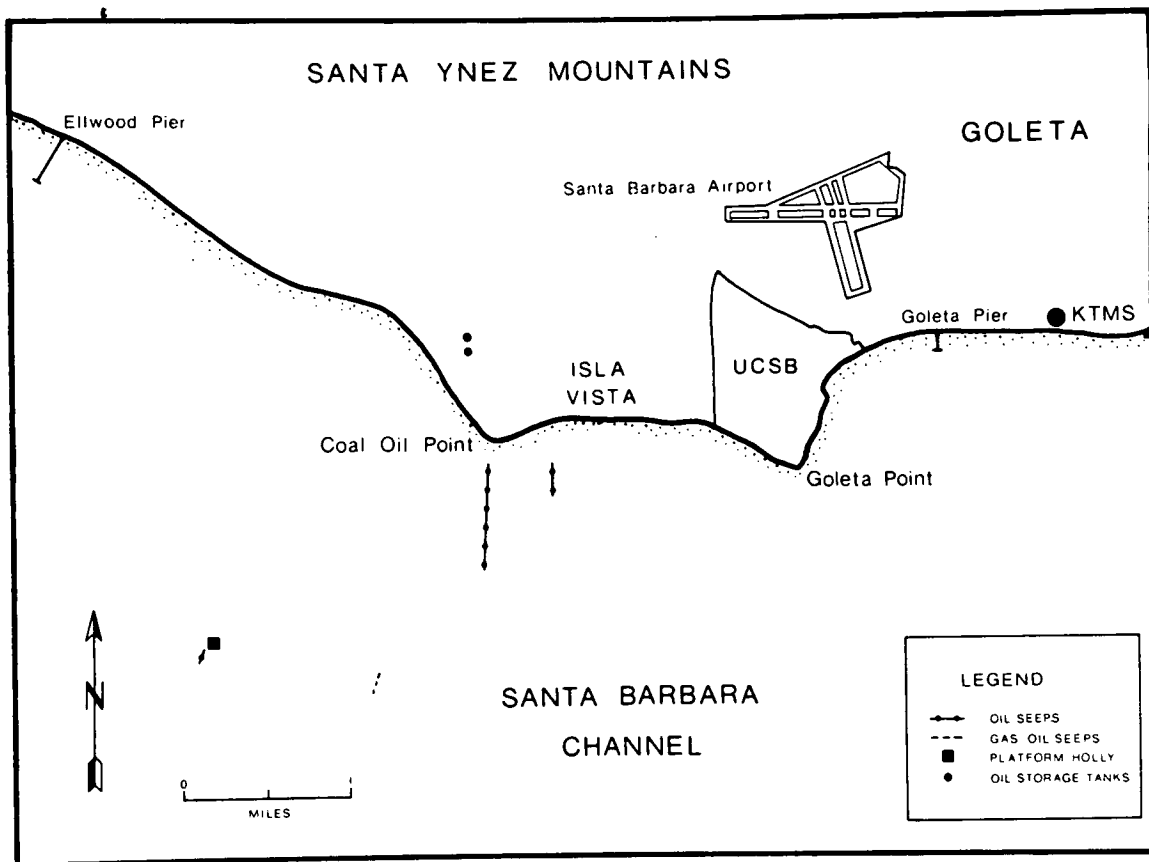 SANTA YNEZ MOUNTAINS
Ellwood Pier
GOLETA
Santa Barbara Airport
Goleta Pier
KTMS
ISLA
VISTA
UCSB
Coal Oil Point
Goleta Point
N
SANTA BARBARA
CHANNEL
0 1
MILES
LEGEND
OIL SEEPS
GAS OIL SEEPS
PLATFORM HOLLY
OIL STORAGE TANKS